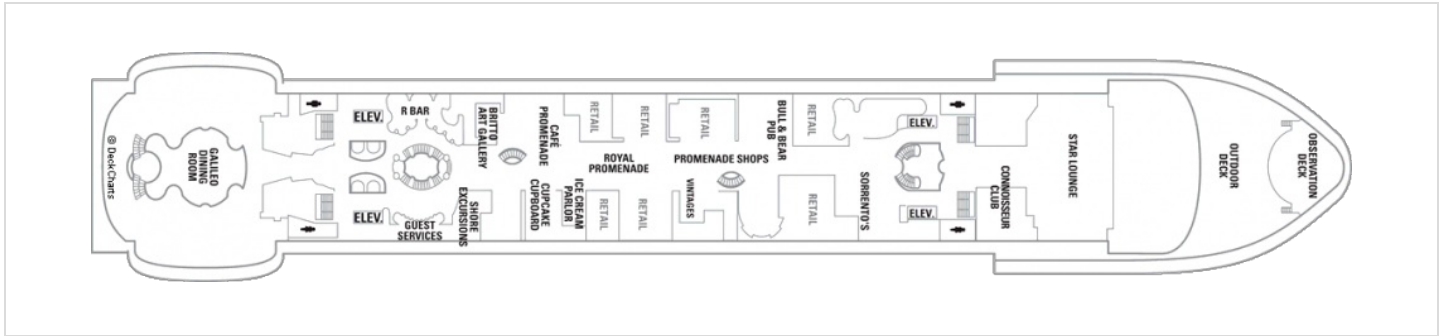 © DeckCharts
GALILEO
DINING
ROOM
ELEV.
ELEV.
R BAR
GUEST
SERVICES
SHORE
EXCURSIONS
BRITTO
ART GALLERY
CAFÉ
PROMENADE
CUPCAKE
CUPBOARD
ICE CREAM
PARLOR
RETAIL
RETAIL
ROYAL
PROMENADE
RETAIL
RETAIL
RETAIL
PROMENADE SHOPS
VINTAGES
BULL & BEAR
PUB
RETAIL
RETAIL
SORRENTO'S
ELEV.
ELEV.
CONNOISSEUR
CLUB
STAR LOUNGE
OUTDOOR
DECK
OBSERVATION
DECK